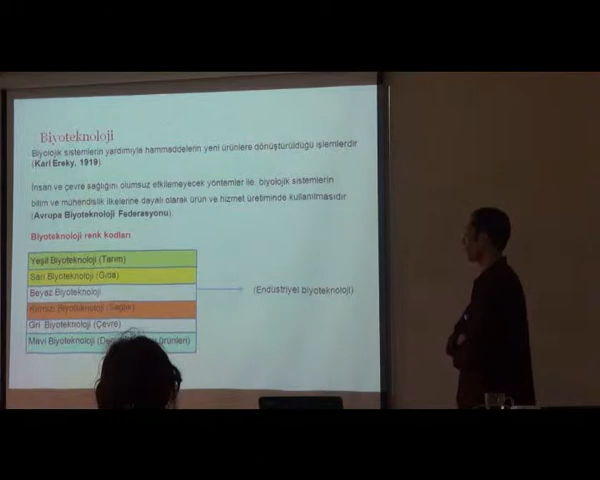 Biyoteknoloji
Biyolojik sistemlerin yardımıyla hammaddelerin yeni ürünlere dönüştürüldüğü işlemlerdir
(Karl Ereky, 1919).
İnsan ve çevre sağlığını olumsuz etkilemeyecek yöntemler ile, biyolojik sistemlerin
bilim ve mühendislik ilkelerine dayalı olarak ürün ve hizmet üretiminde kullanılmasıdır
(Avrupa Biyoteknoloji Federasyonu).
Biyoteknoloji renk kodları
Yeşil Biyoteknoloji (Tarım)
Sarı Biyoteknoloji (Gıda)
Beyaz Biyoteknoloji
(Endüstriyel biyoteknoloji)
Kırmızı Biyoteknoloji (Sağlık)
Gri Biyoteknoloji (Çevre)
Mavi Biyoteknoloji ürünleri)